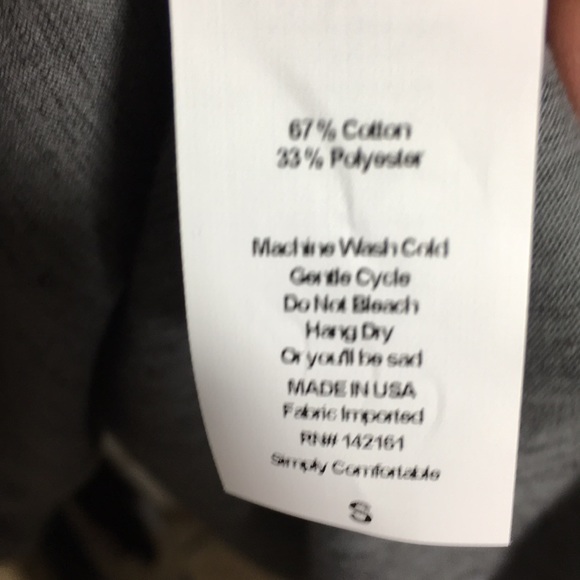 67% Cotton
33% Polyester
Machine Wash Cold
Gentle Cycle
Do Not Bleach
Hang Dry
Or you'll be sad
MADE IN USA
Fabric Imported
RN# 142161
Simply Comfortable
S